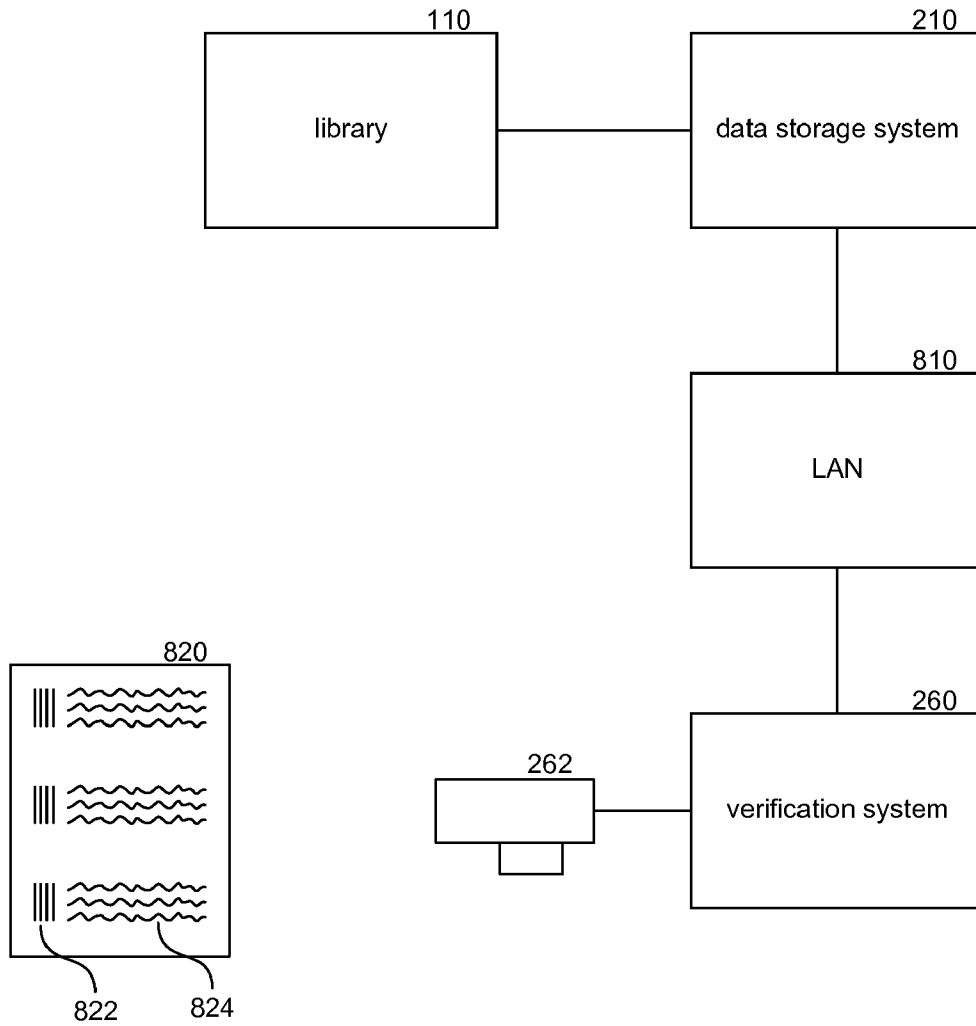 110
210
library
data storage system
810
LAN
820
260
262
verification system
822
824